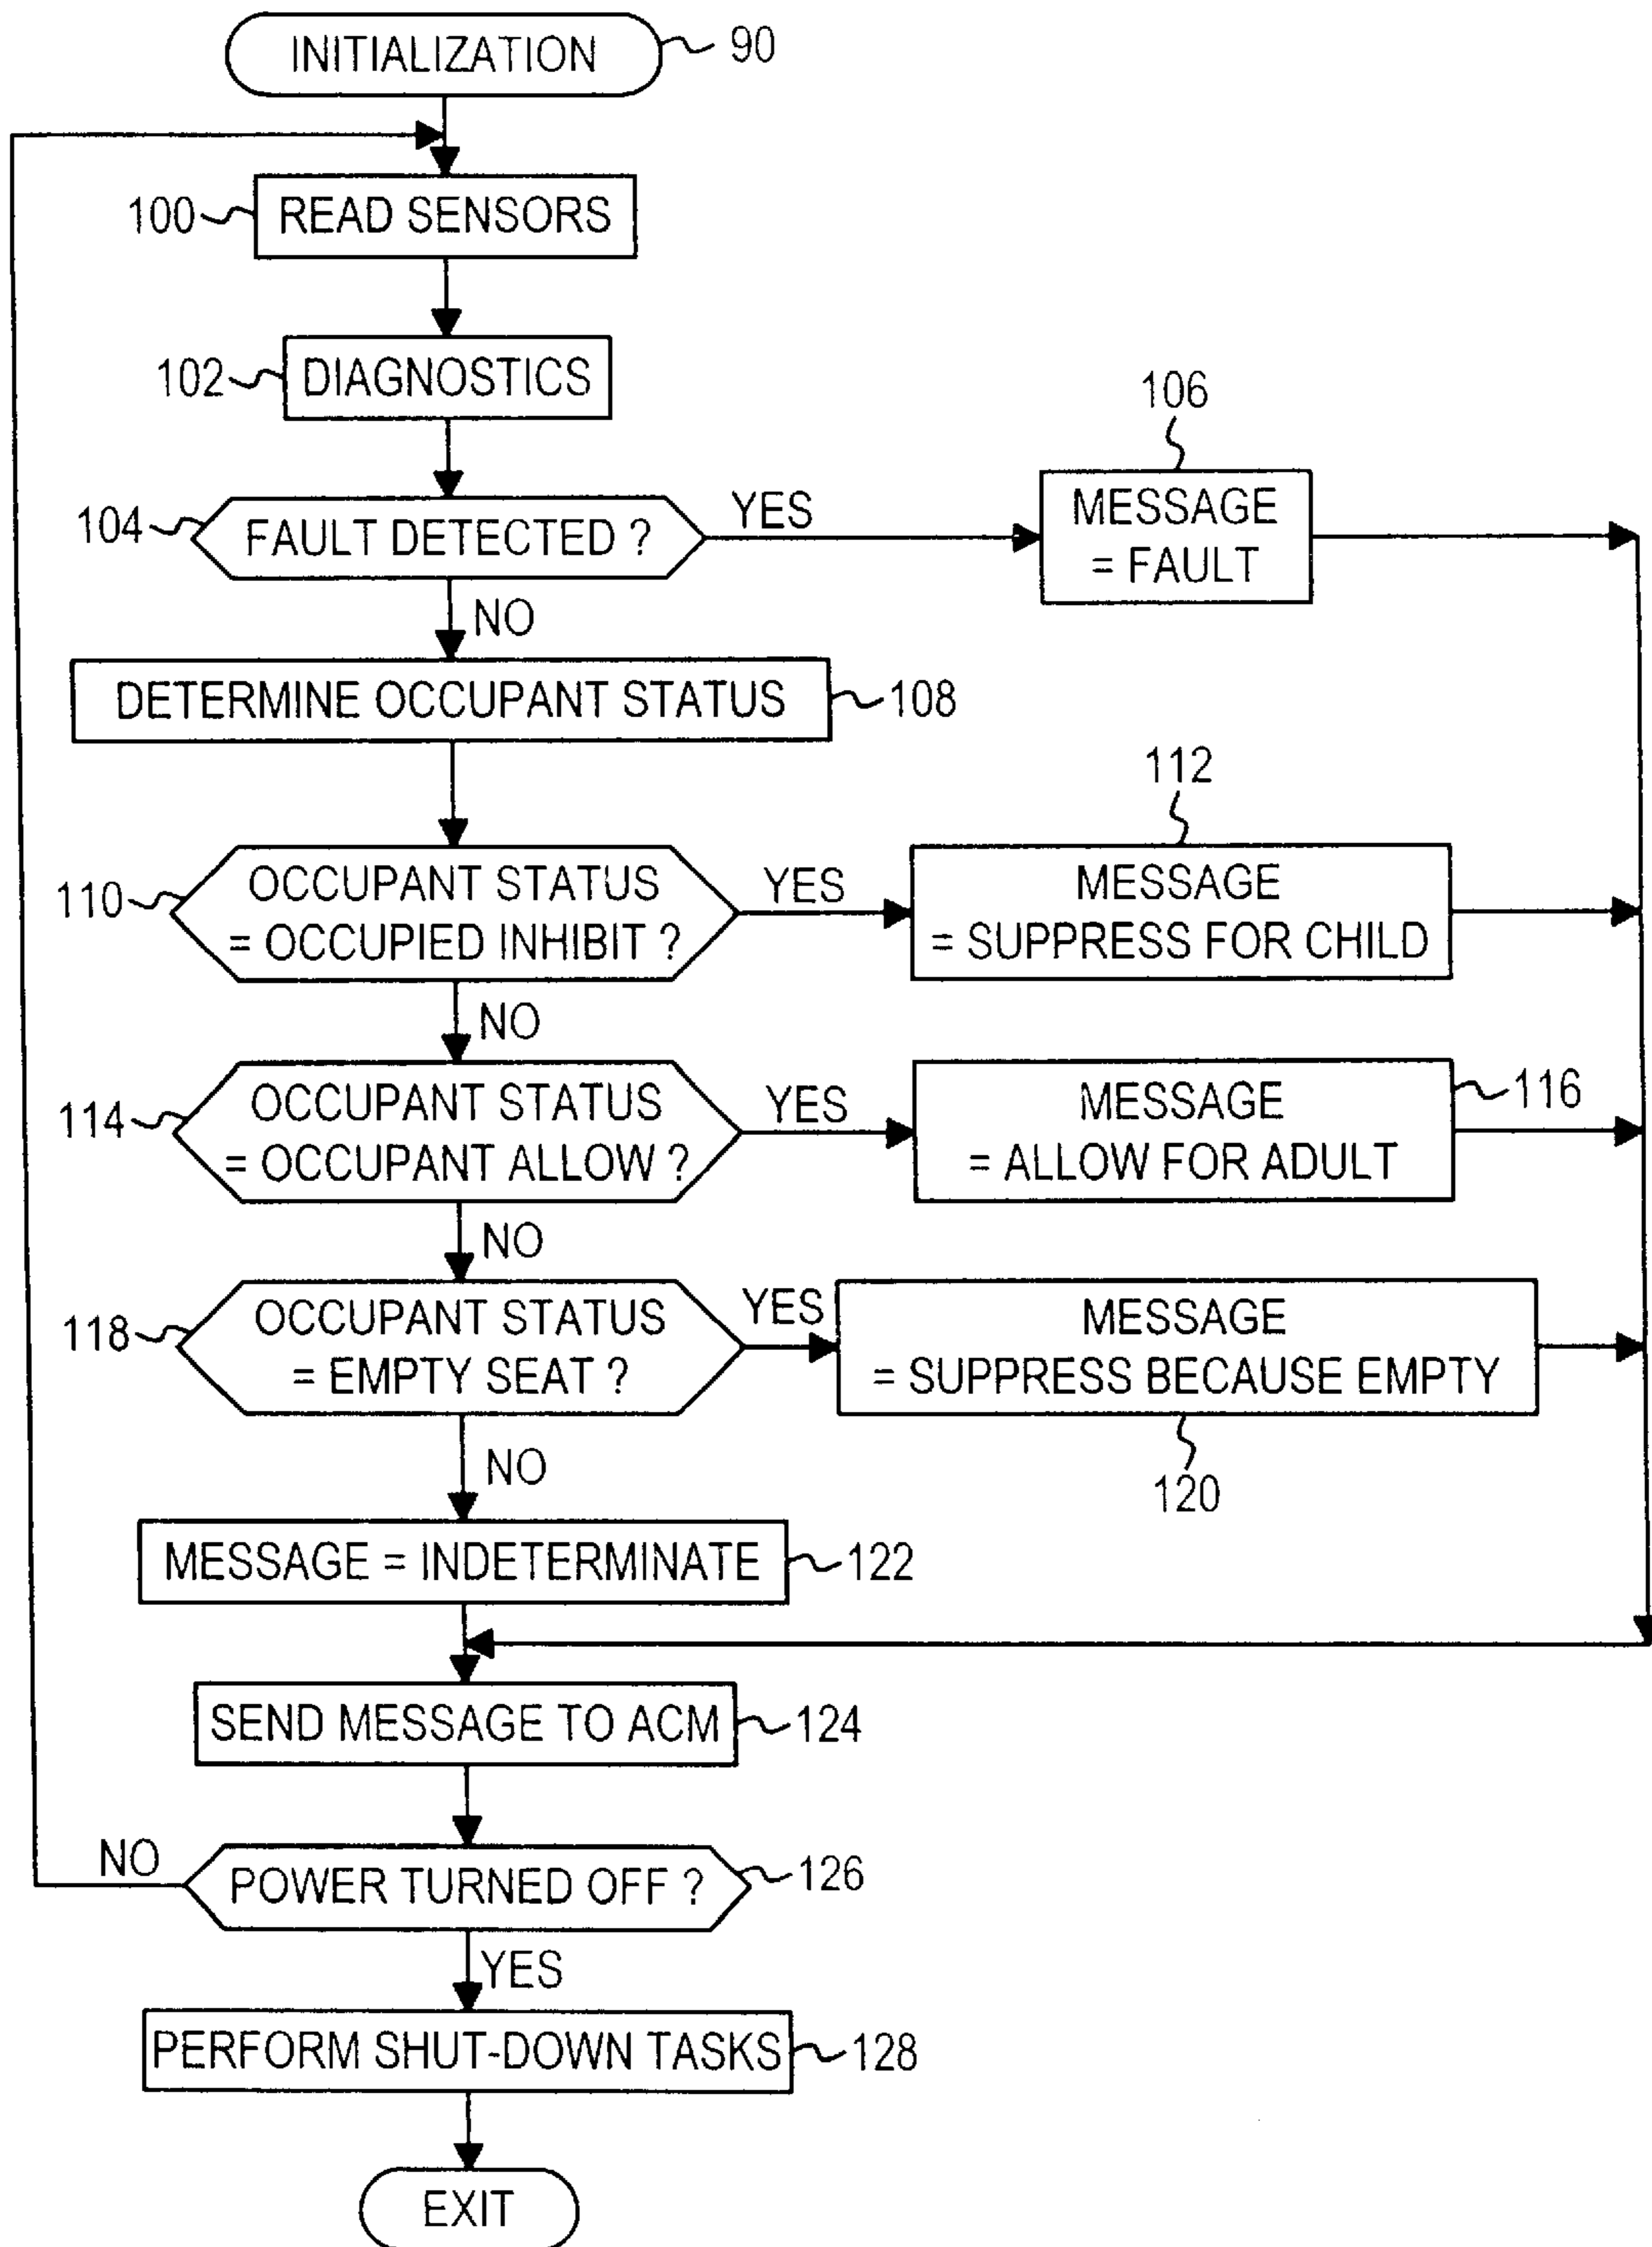 INITIALIZATION
90
100
READ SENSORS
102
DIAGNOSTICS
106
104
FAULT DETECTED ?
YES
MESSAGE
= FAULT
NO
DETERMINE OCCUPANT STATUS
108
112
110
OCCUPANT STATUS
= OCCUPIED INHIBIT ?
YES
MESSAGE
= SUPPRESS FOR CHILD
NO
114
OCCUPANT STATUS
= OCCUPANT ALLOW ?
YES
MESSAGE
= ALLOW FOR ADULT
116
NO
118
OCCUPANT STATUS
= EMPTY SEAT ?
YES
MESSAGE
= SUPPRESS BECAUSE EMPTY
120
NO
MESSAGE = INDETERMINATE
122
SEND MESSAGE TO ACM
124
NO
POWER TURNED OFF ?
126
YES
PERFORM SHUT-DOWN TASKS
128
EXIT